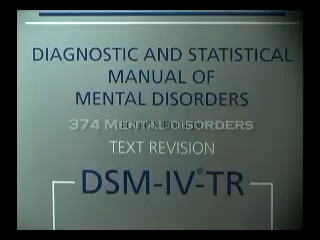 DIAGNOSTIC AND STATISTICAL
MANUAL OF
MENTAL DISORDERS
374 MENTAL DISORDERS
TEXT REVISION
DSM-IV®-TR